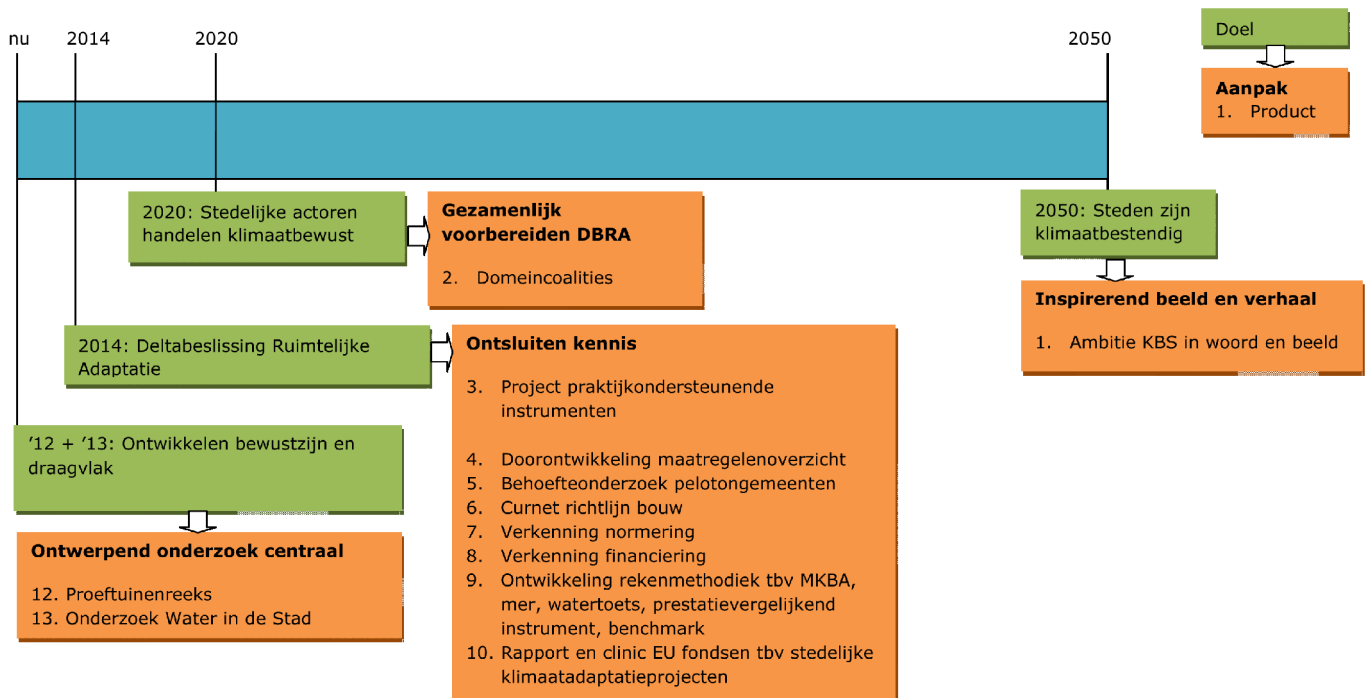 nu
2014
2020
2050
Doel
Aanpak
1. Product
2020: Stedelijke actoren
handelen klimaatbewust
Gezamenlijk
voorbereiden DBRA
2. Domeincoalities
2050: Steden zijn
klimaatbestendig
Inspirerend beeld en verhaal
1. Ambitie KBS in woord en beeld
2014: Deltabeslissing Ruimtelijke
Adaptatie
Ontsluiten kennis
3. Project praktijkondersteunende
instrumenten
4. Doorontwikkeling maatregelenoverzicht
5. Behoefteonderzoek pelotongemeenten
6. Curnet richtlijn bouw
7. Verkenning normering
8. Verkenning financiering
9. Ontwikkeling rekenmethodiek tbv MKBA,
mer, watertoets, prestatievergelijkend
instrument, benchmark
10. Rapport en clinic EU fondsen tbv stedelijke
klimaatadaptatieprojecten
'12 + '13: Ontwikkelen bewustzijn en
draagvlak
Ontwerpend onderzoek centraal
12. Proeftuinenreeks
13. Onderzoek Water in de Stad